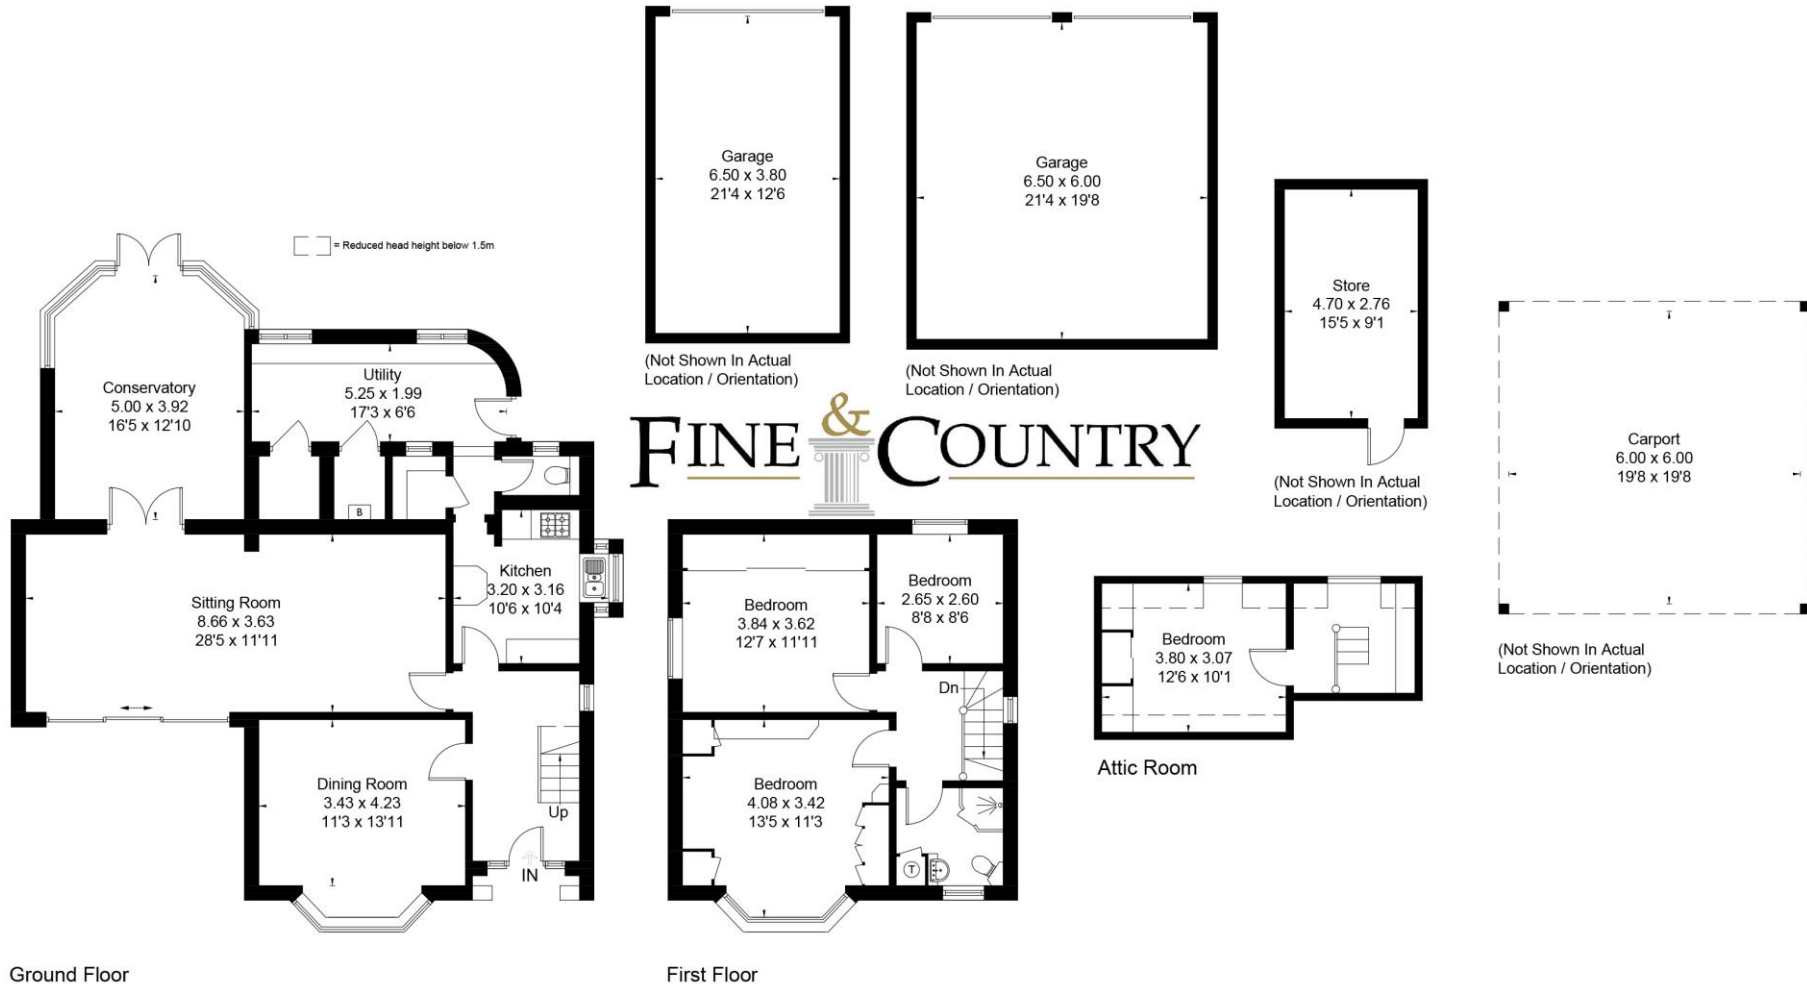 Garage
6.50 x 3.80
21'4 x 12'6
(Not Shown In Actual
Location / Orientation)
Garage
6.50 x 6.00
21'4 x 19'8
(Not Shown In Actual
Location / Orientation)
Store
4.70 x 2.76
15'5 x 9'1
(Not Shown In Actual
Location / Orientation)
Carport
6.00 x 6.00
19'8 x 19'8
(Not Shown In Actual
Location / Orientation)
= Reduced head height below 1.5m
FINE & COUNTRY
Conservatory
5.00 x 3.92
16'5 x 12'10
Utility
5.25 x 1.99
17'3 x 6'6
B
Kitchen
3.20 x 3.16
10'6 x 10'4
Sitting Room
8.66 x 3.63
28'5 x 11'11
Dining Room
3.43 x 4.23
11'3 x 13'11
Up
IN
Ground Floor
Bedroom
3.84 x 3.62
12'7 x 11'11
Bedroom
2.65 x 2.60
8'8 x 8'6
Dn
Bedroom
4.08 x 3.42
13'5 x 11'3
T
First Floor
Bedroom
3.80 x 3.07
12'6 x 10'1
Attic Room